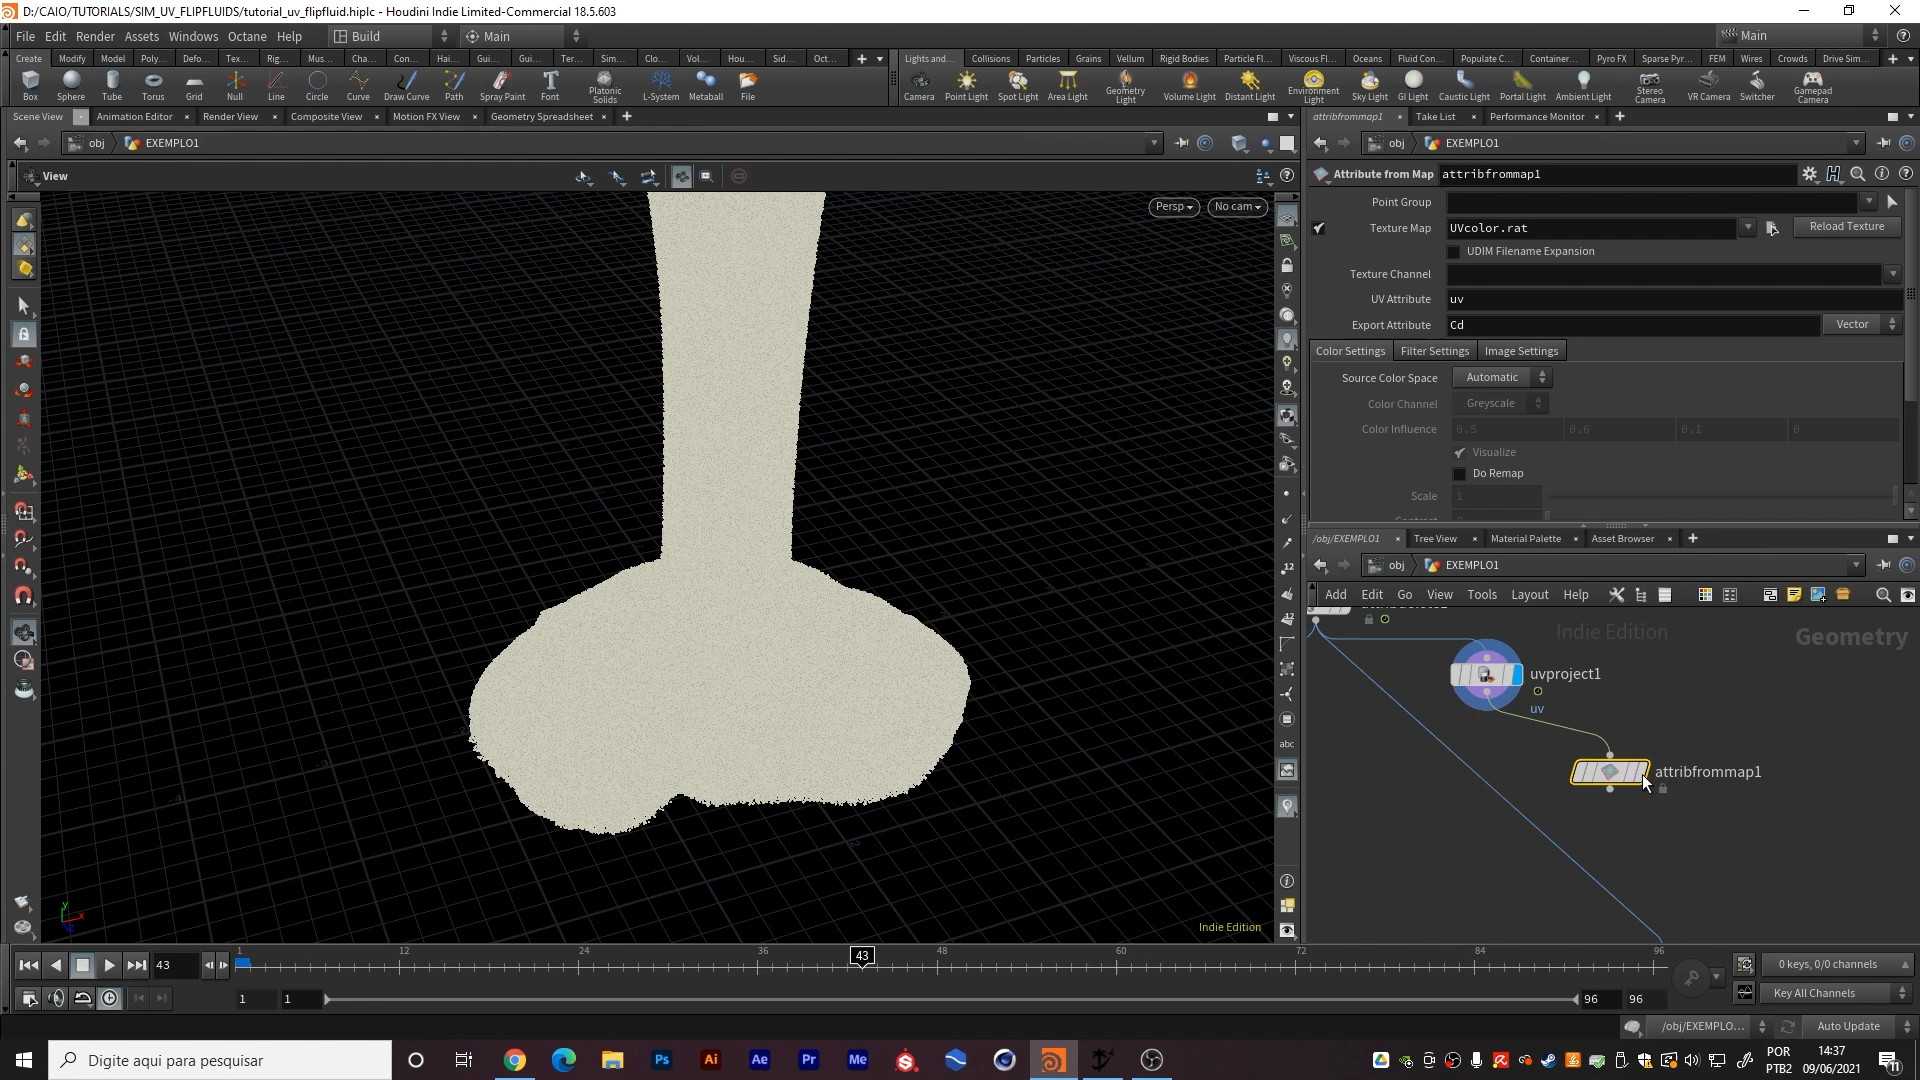 D:/CAIO/TUTORIALS/SIM_UV_FLIPFLUIDS/tutorial_uv_flipfluid.hiplc - Houdini Indie Limited-Commercial 18.5.603
File Edit Render Assets Windows Octane Help Build Main Main
Create Modify Model Poly... Defo... Tex... Rig... Mus... Cha... Con... Hai... Gui... Gui... Ter... Sim... Clo... Vol... Hou... Sid... Oct...
Lights and... Collisions Particles Grains Vellum Rigid Bodies Particle Fl... Viscous Fl... Oceans Fluid Con... Populate C... Container... Pyro FX Sparse Pyr... FEM Wires Crowds Drive Sim...
Box Sphere Tube Torus Grid Null Line Circle Curve Draw Curve Path Spray Paint Font Platonic Solids L-System Metaball File
Camera Point Light Spot Light Area Light Geometry Light Volume Light Distant Light Environment Light Sky Light GI Light Caustic Light Portal Light Ambient Light Stereo Camera VR Camera Switcher Gamepad Camera
Scene View Animation Editor Render View Composite View Motion FX View Geometry Spreadsheet
attribfrommap1 Take List Performance Monitor
obj EXEMPLO1
obj EXEMPLO1
View
Attribute from Map attribfrommap1
Persp No cam
Point Group
Texture Map UVcolor.rat Reload Texture
UDIM Filename Expansion
Texture Channel
UV Attribute uv
Export Attribute Cd Vector
Color Settings Filter Settings Image Settings
Source Color Space Automatic
Color Channel Greyscale
Color Influence 0.5 0.6 0.1 0
Visualize
Do Remap
Scale 1
/obj/EXEMPLO1 Tree View Material Palette Asset Browser
obj EXEMPLO1
Add Edit Go View Tools Layout Help
Indie Edition Geometry
uvproject1
uv
attribfrommap1
12
12
abc
y
x
Indie Edition
43 1 12 24 36 43 48 60 72 84 96
0 keys, 0/0 channels
1 1 96 96 Key All Channels
/obj/EXEMPLO... Auto Update
Digite aqui para pesquisar
Ps Ai Ae Pr Me
POR 14:37
PTB2 09/06/2021
11